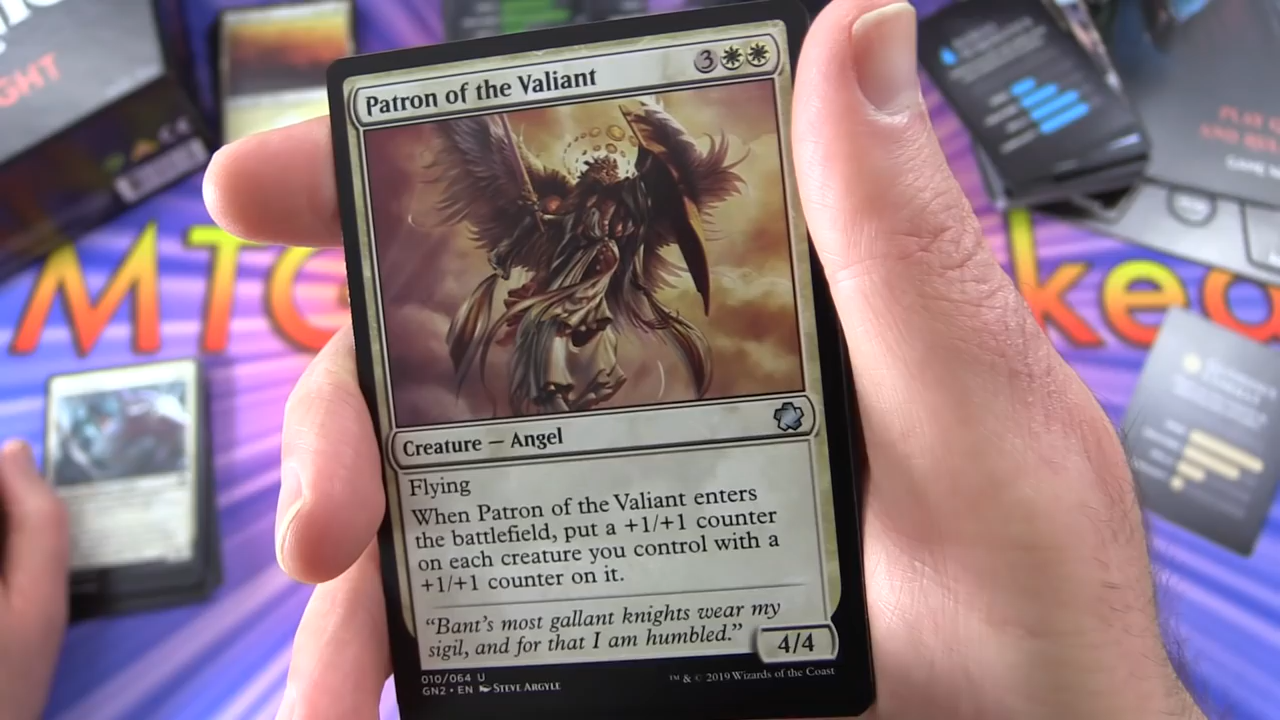 GHT
MTG
keo
Patron of the Valiant
3
Creature — Angel
Flying
When Patron of the Valiant enters
the battlefield, put a +1/+1 counter
on each creature you control with a
+1/+1 counter on it.
“Bant's most gallant knights wear my
sigil, and for that I am humbled.”
4/4
010/064 U
GN2 • EN STEVE ARGYLE
™ & © 2019 Wizards of the Coast